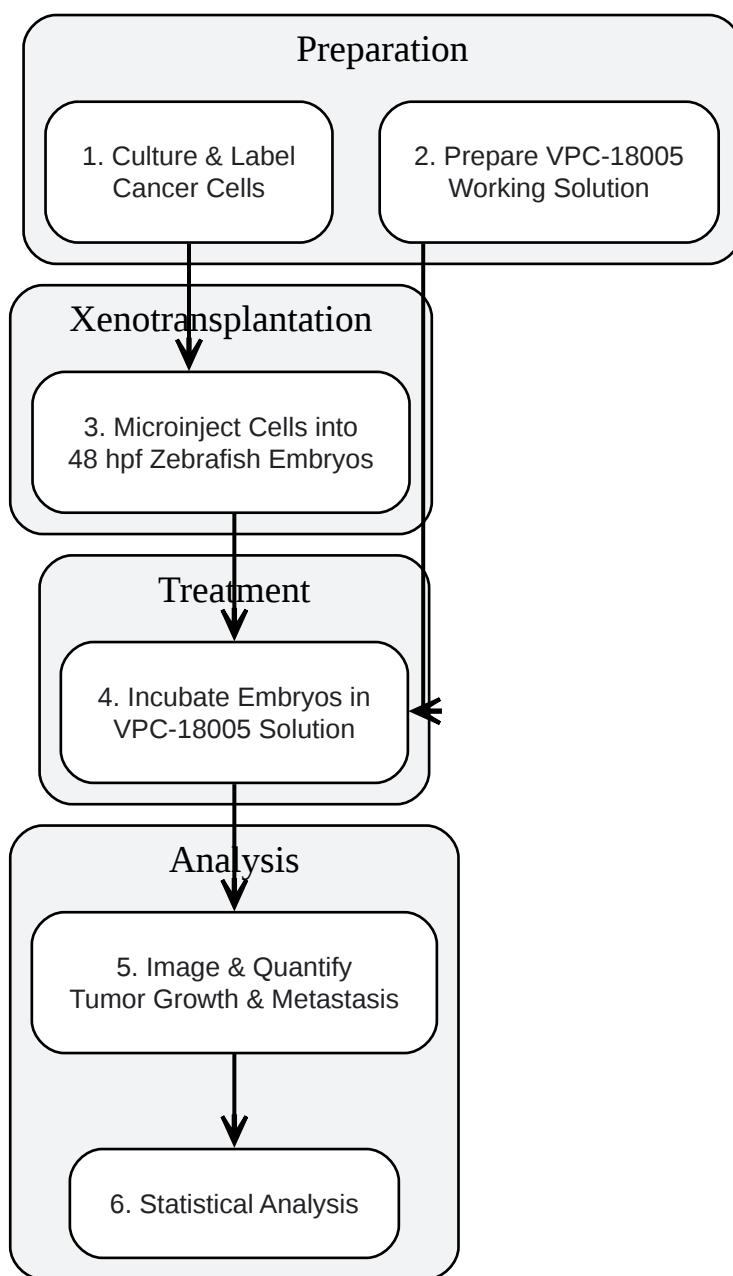 Preparation
1. Culture & Label
Cancer Cells
2. Prepare VPC-18005
Working Solution
Xenotransplantation
3. Microinject Cells into
48 hpf Zebrafish Embryos
Treatment
4. Incubate Embryos in
VPC-18005 Solution
Analysis
5. Image & Quantify
Tumor Growth & Metastasis
6. Statistical Analysis